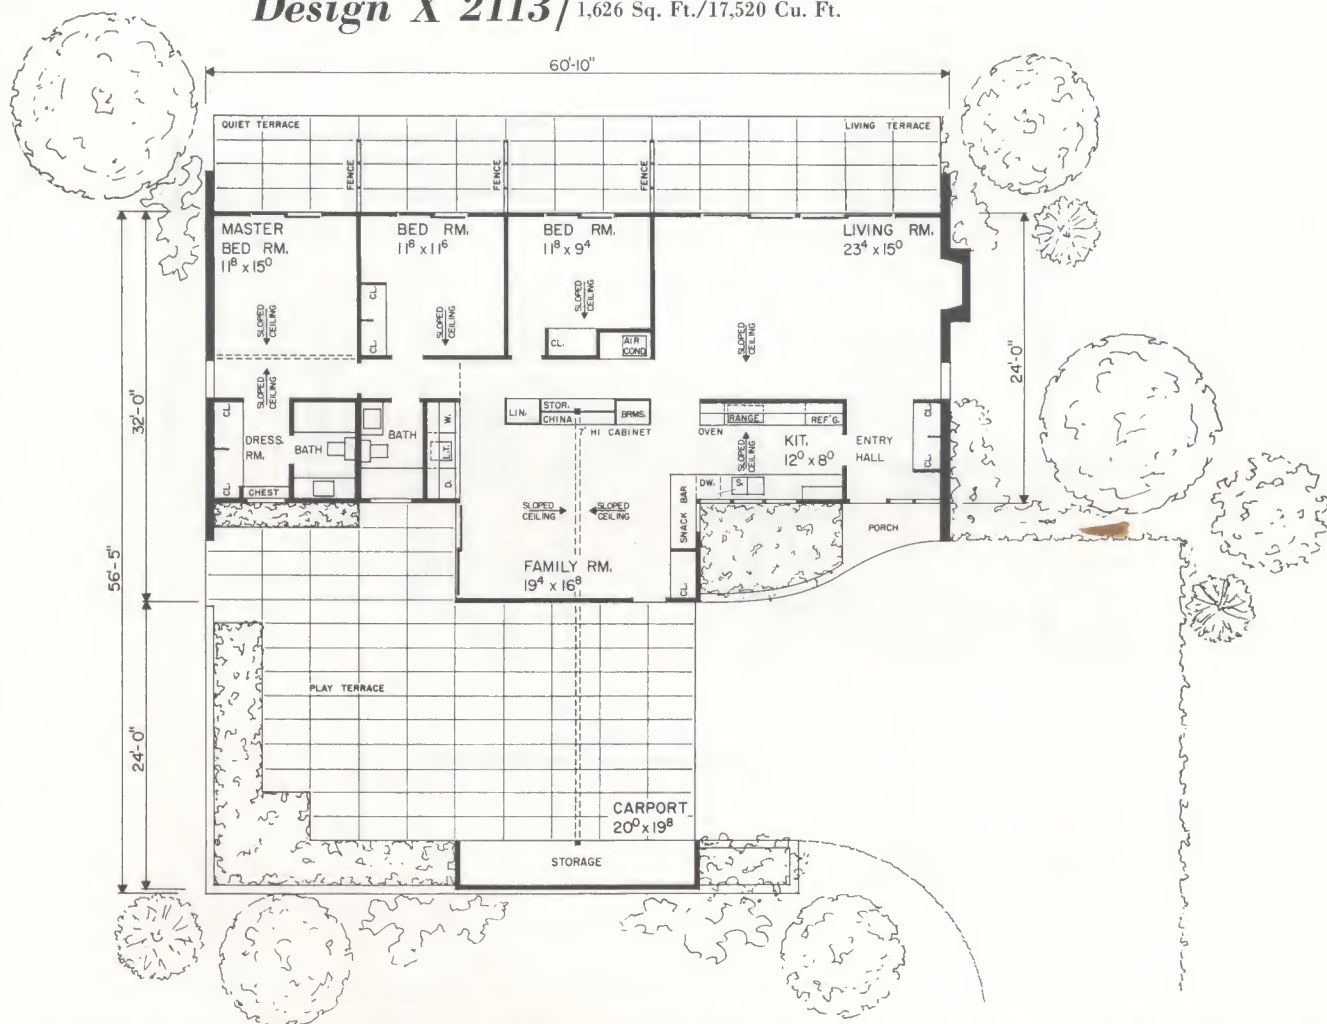 Design X 2113/1,626 Sq. Ft./17,520 Cu. Ft.
60'-10"
QUIET TERRACE
LIVING TERRACE
FENCE
FENCE
FENCE
MASTER
BED RM.
11⁸ x 15⁰
BED RM.
11⁸ x 11⁶
BED RM.
11⁸ x 9⁴
LIVING RM.
23⁴ x 15⁰
SLOPED
CEILING
SLOPED
CEILING
SLOPED
CEILING
SLOPED
CEILING
CL.
CL.
CL.
AIR
COND.
32'-0"
24'-0"
56'-5"
SLOPED
CEILING
CL.
DRESS.
RM.
BATH
BATH
CL.
CHEST
W.
L.T.
D.
LIN.
STOR.
CHINA
BRMS.
7' HI CABINET
OVEN
RANGE
REF'G.
SLOPED
CEILING
KIT.
12⁰ x 8⁰
ENTRY
HALL
CL.
CL.
DW.
S.
SNACK BAR
SLOPED
CEILING
SLOPED
CEILING
PORCH
FAMILY RM.
19⁴ x 16⁸
CL.
PLAY TERRACE
24'-0"
CARPORT
20⁰ x 19⁸
STORAGE